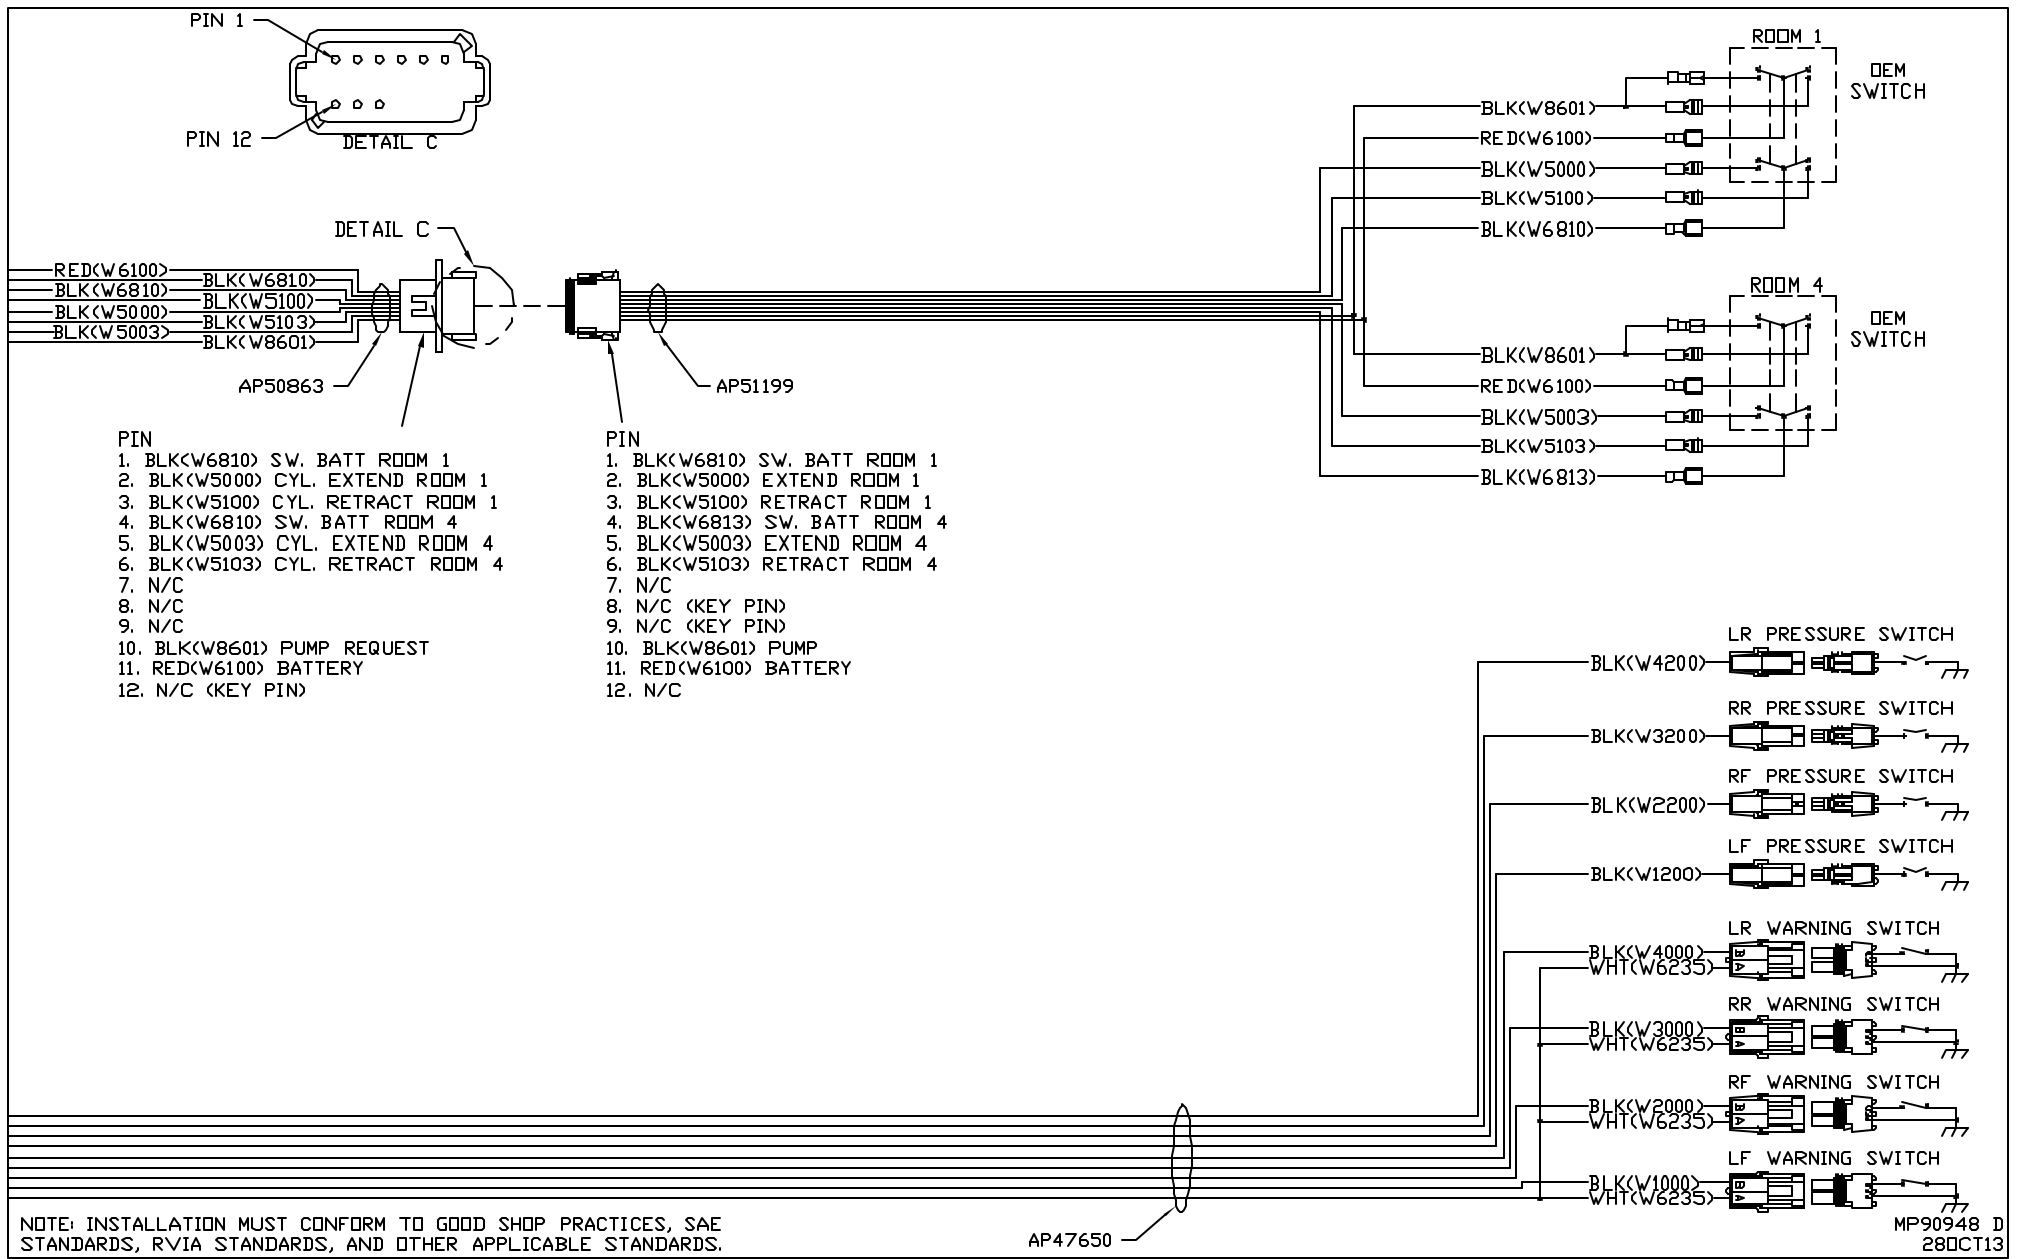 PIN 1
PIN 12
DETAIL C
ROOM 1
OEM
SWITCH
BLK(W8601)
RED(W6100)
BLK(W5000)
BLK(W5100)
BLK(W6810)
DETAIL C
RED(W6100)
BLK(W6810)
BLK(W6810)
BLK(W5100)
BLK(W5000)
BLK(W5103)
BLK(W5003)
BLK(W8601)
AP50863
AP51199
ROOM 4
OEM
SWITCH
BLK(W8601)
RED(W6100)
BLK(W5003)
BLK(W5103)
BLK(W6813)
PIN
1. BLK(W6810) SW. BATT ROOM 1
2. BLK(W5000) CYL. EXTEND ROOM 1
3. BLK(W5100) CYL. RETRACT ROOM 1
4. BLK(W6810) SW. BATT ROOM 4
5. BLK(W5003) CYL. EXTEND ROOM 4
6. BLK(W5103) CYL. RETRACT ROOM 4
7. N/C
8. N/C
9. N/C
10. BLK(W8601) PUMP REQUEST
11. RED(W6100) BATTERY
12. N/C (KEY PIN)
PIN
1. BLK(W6810) SW. BATT ROOM 1
2. BLK(W5000) EXTEND ROOM 1
3. BLK(W5100) RETRACT ROOM 1
4. BLK(W6813) SW. BATT ROOM 4
5. BLK(W5003) EXTEND ROOM 4
6. BLK(W5103) RETRACT ROOM 4
7. N/C
8. N/C (KEY PIN)
9. N/C (KEY PIN)
10. BLK(W8601) PUMP
11. RED(W6100) BATTERY
12. N/C
LR PRESSURE SWITCH
BLK(W4200)
RR PRESSURE SWITCH
BLK(W3200)
RF PRESSURE SWITCH
BLK(W2200)
LF PRESSURE SWITCH
BLK(W1200)
LR WARNING SWITCH
BLK(W4000)
B
WHT(W6235)
A
RR WARNING SWITCH
BLK(W3000)
B
WHT(W6235)
A
RF WARNING SWITCH
BLK(W2000)
B
WHT(W6235)
A
LF WARNING SWITCH
BLK(W1000)
B
WHT(W6235)
A
AP47650
NOTE: INSTALLATION MUST CONFORM TO GOOD SHOP PRACTICES, SAE
STANDARDS, RVIA STANDARDS, AND OTHER APPLICABLE STANDARDS.
MP90948 D
28OCT13